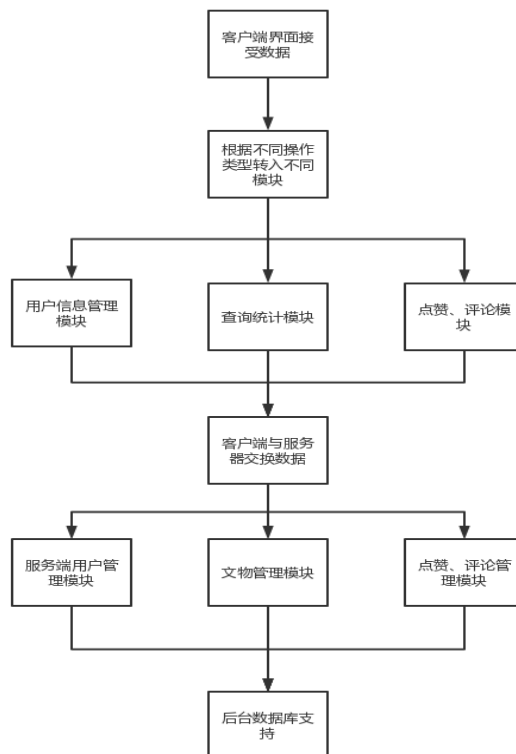 客户端界面接
受数据
根据不同操作
类型转入不同
模块
用户信息管理
模块
查询统计模块
点赞、评论模
块
客户端与服务
器交换数据
服务端用户管
理模块
文物管理模块
点赞、评论管
理模块
后台数据库支
持